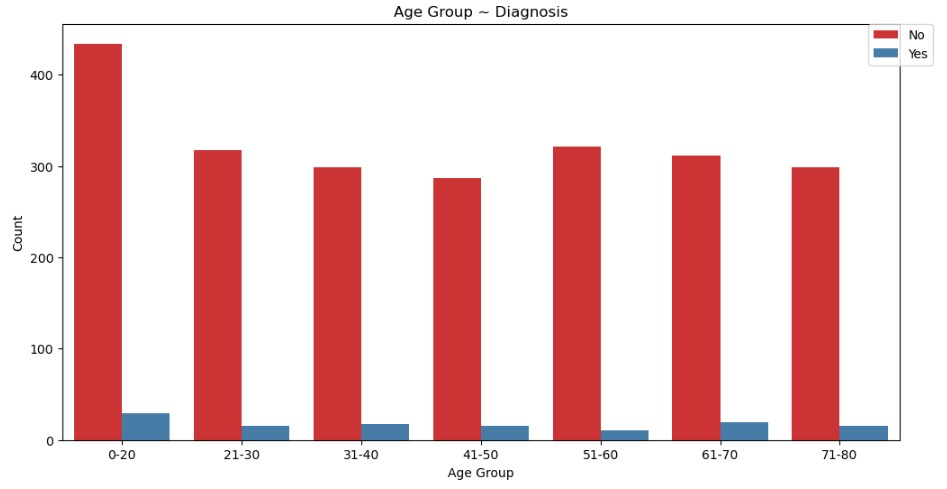 Age Group ~ Diagnosis
No
Yes
400
300
200
100
0
Count
0-20
21-30
31-40
41-50
51-60
61-70
71-80
Age Group